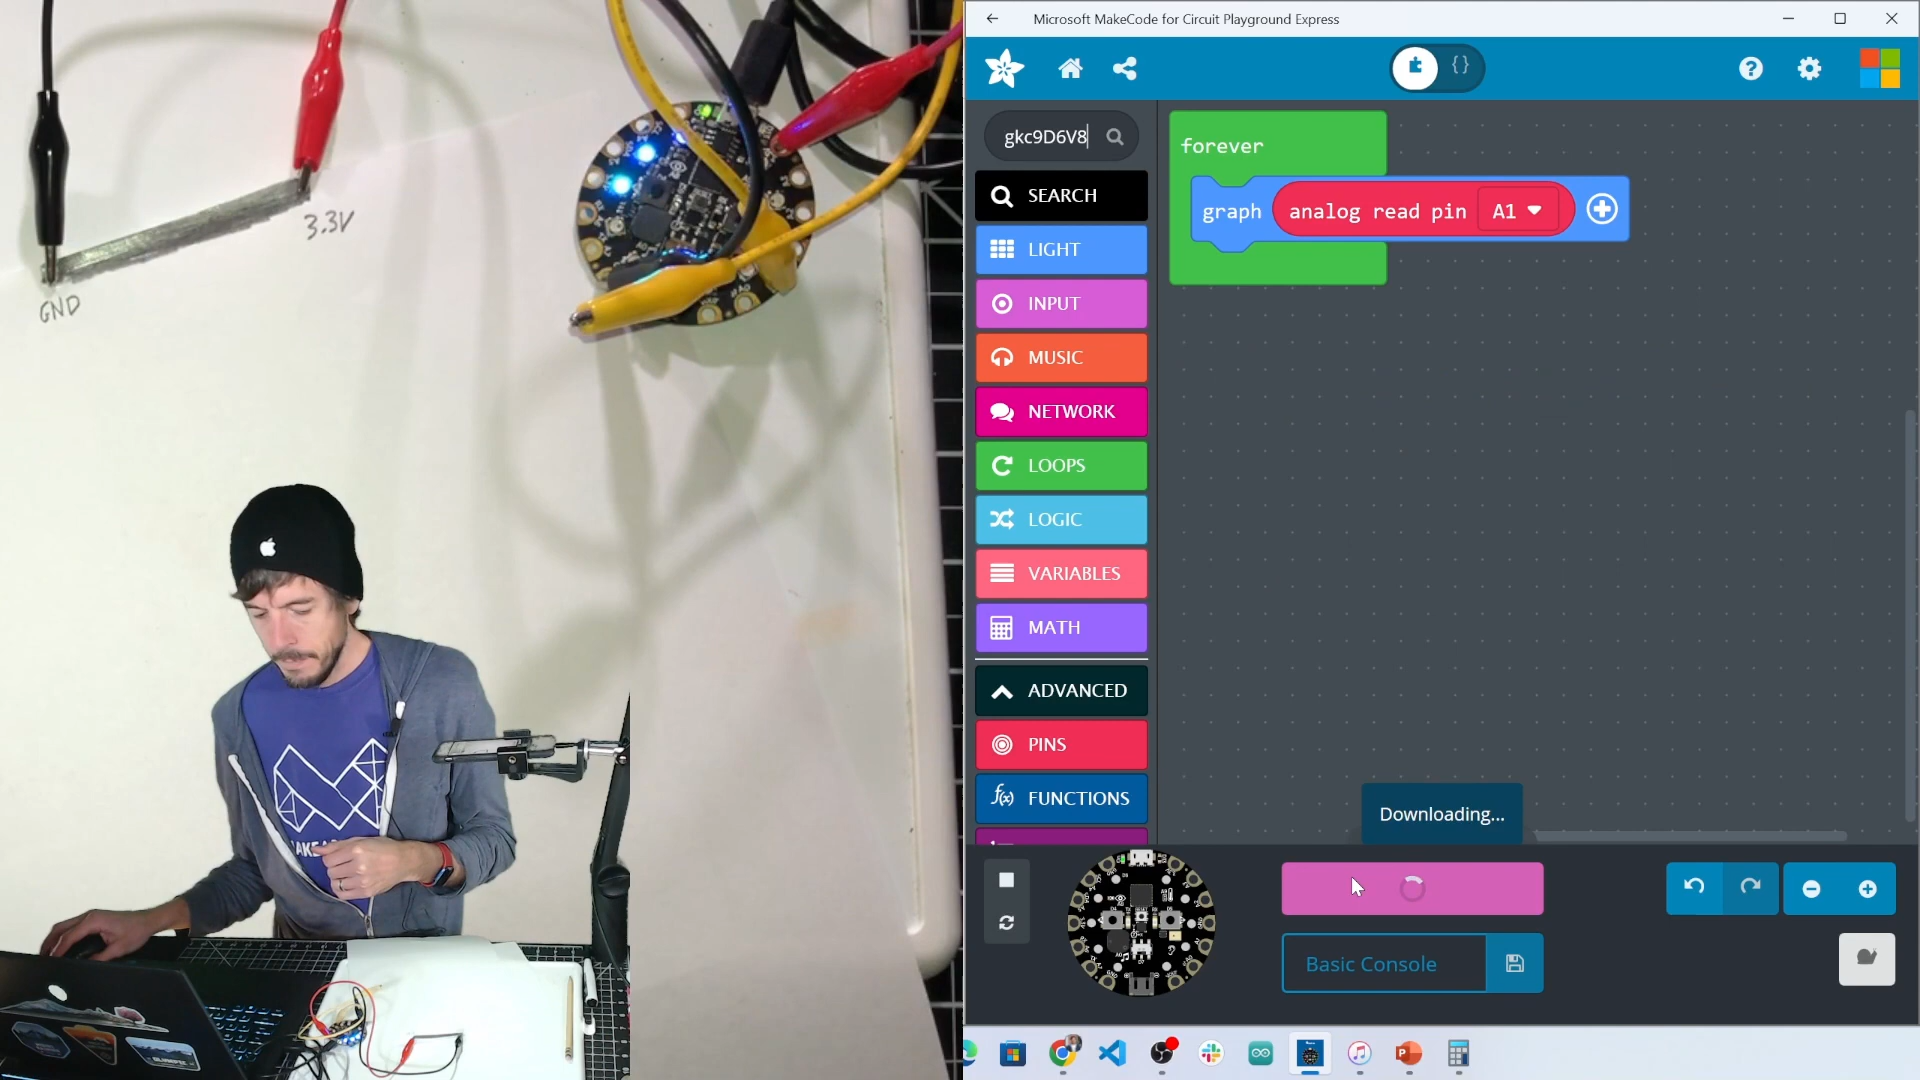 3.3V
GND
Microsoft MakeCode for Circuit Playground Express
{ }
gkc9D6V8
SEARCH
LIGHT
INPUT
MUSIC
NETWORK
LOOPS
LOGIC
VARIABLES
MATH
ADVANCED
PINS
FUNCTIONS
forever
graph analog read pin A1
Downloading...
Basic Console